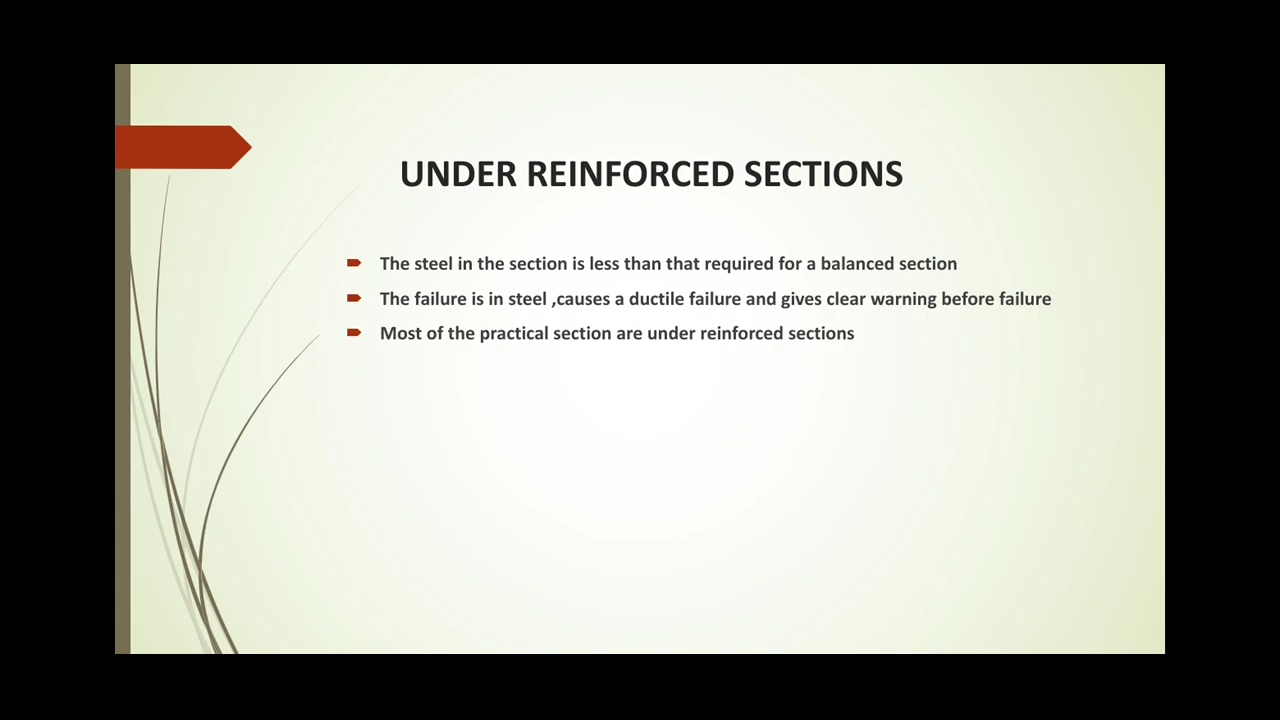 UNDER REINFORCED SECTIONS
The steel in the section is less than that required for a balanced section
The failure is in steel ,causes a ductile failure and gives clear warning before failure
Most of the practical section are under reinforced sections